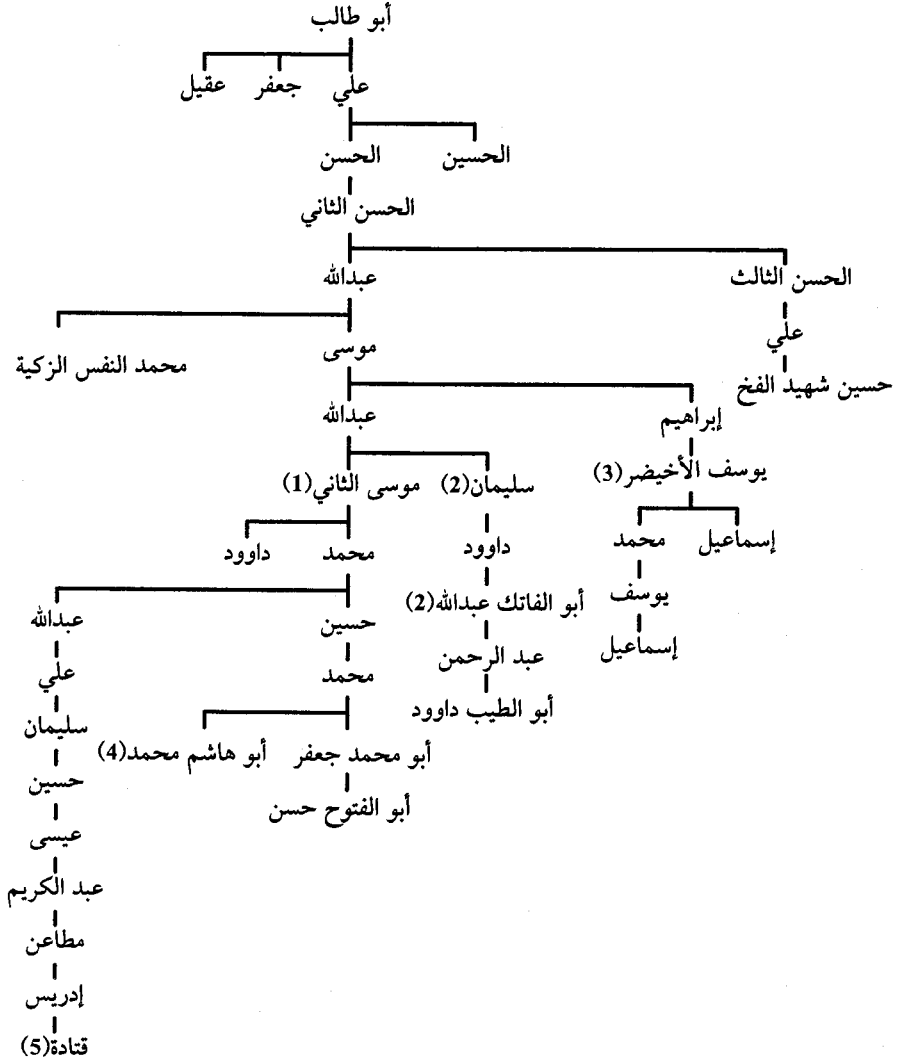 أبو طالب
علي جعفر عقيل
الحسين الحسن
الحسن الثاني
الحسن الثالث عبدالله
علي
موسى محمد النفس الزكية
حسين شهيد الفخ
إبراهيم عبدالله
يوسف الأخيضر(3) سليمان(2) موسى الثاني(1)
إسماعيل محمد داوود محمد داوود
يوسف أبو الفاتك عبدالله(2) حسين عبدالله
إسماعيل عبد الرحمن محمد علي
أبو الطيب داوود سليمان
أبو محمد جعفر أبو هاشم محمد(4)
حسين
أبو الفتوح حسن
عيسى
عبد الكريم
مطاعن
إدريس
قتادة(5)